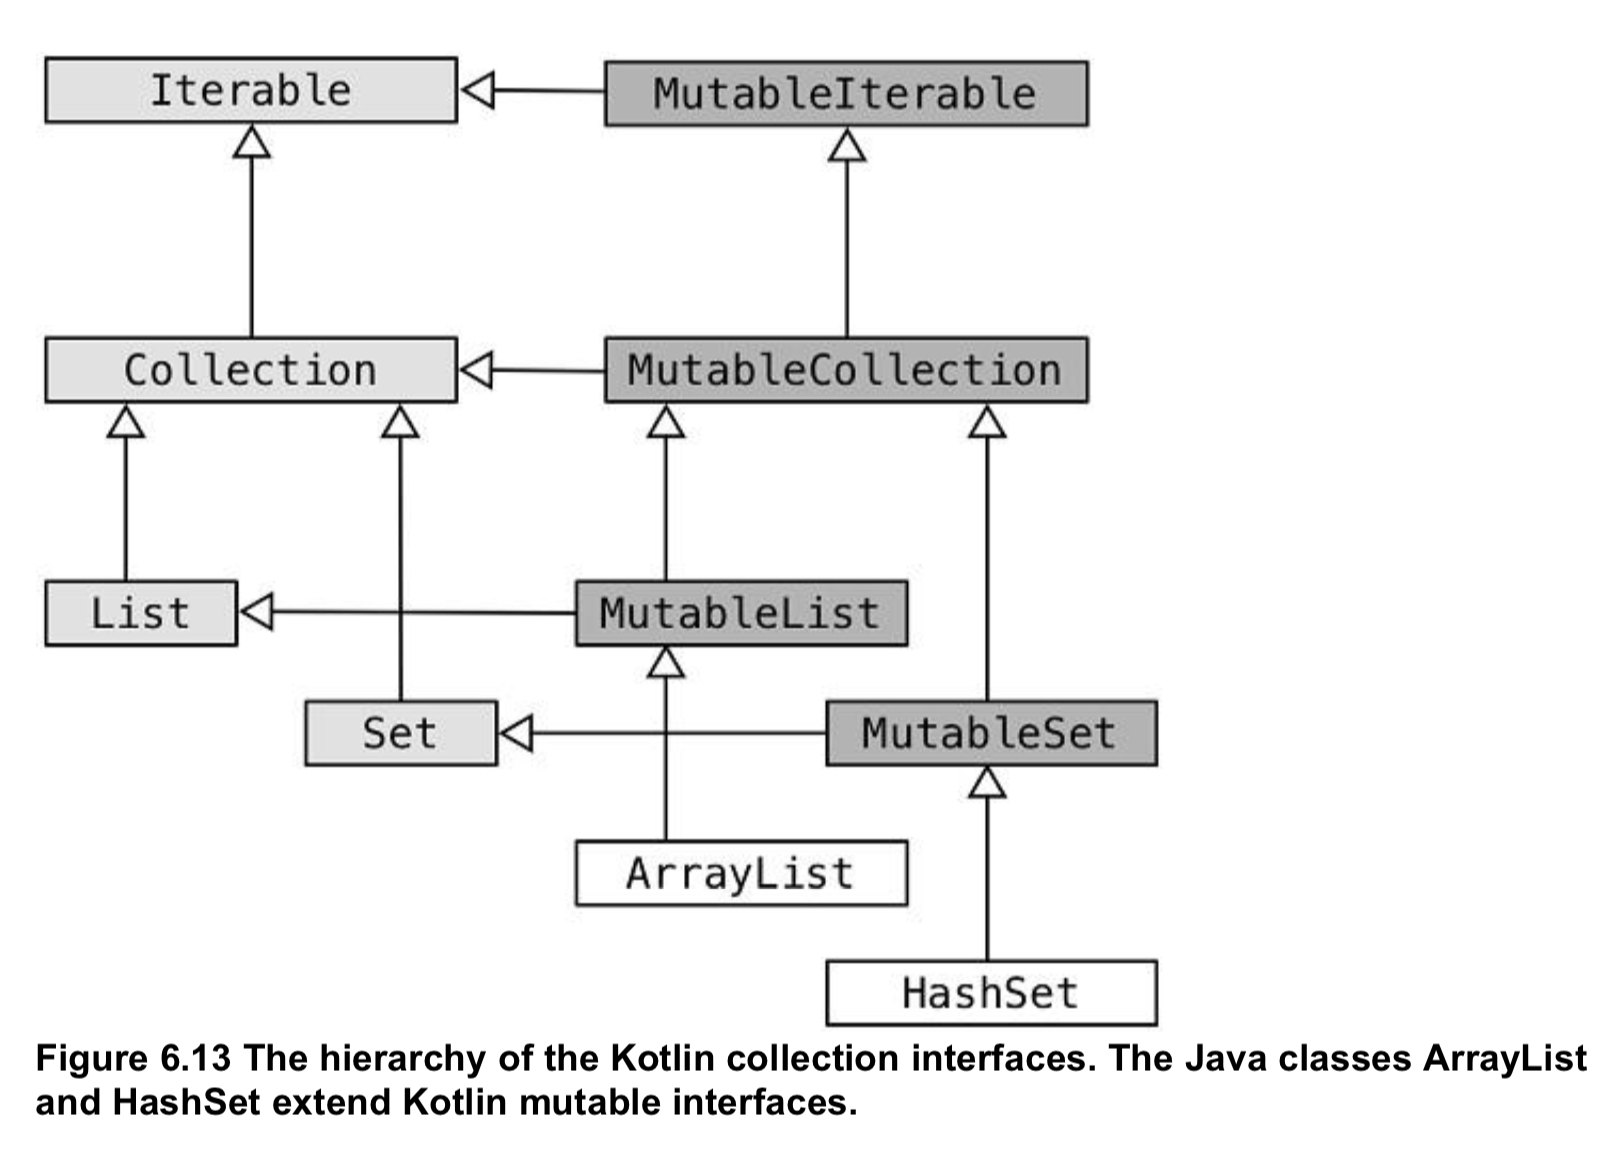 Iterable
MutableIterable
Collection
MutableCollection
List
MutableList
Set
MutableSet
ArrayList
HashSet
Figure 6.13 The hierarchy of the Kotlin collection interfaces. The Java classes ArrayList
and HashSet extend Kotlin mutable interfaces.